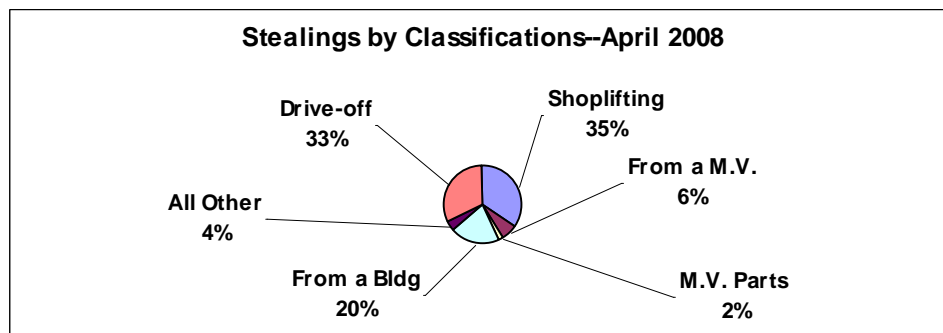 Stealings by Classifications--April 2008
Drive-off
33%
Shoplifting
35%
From a M.V.
6%
All Other
4%
From a Bldg
20%
M.V. Parts
2%